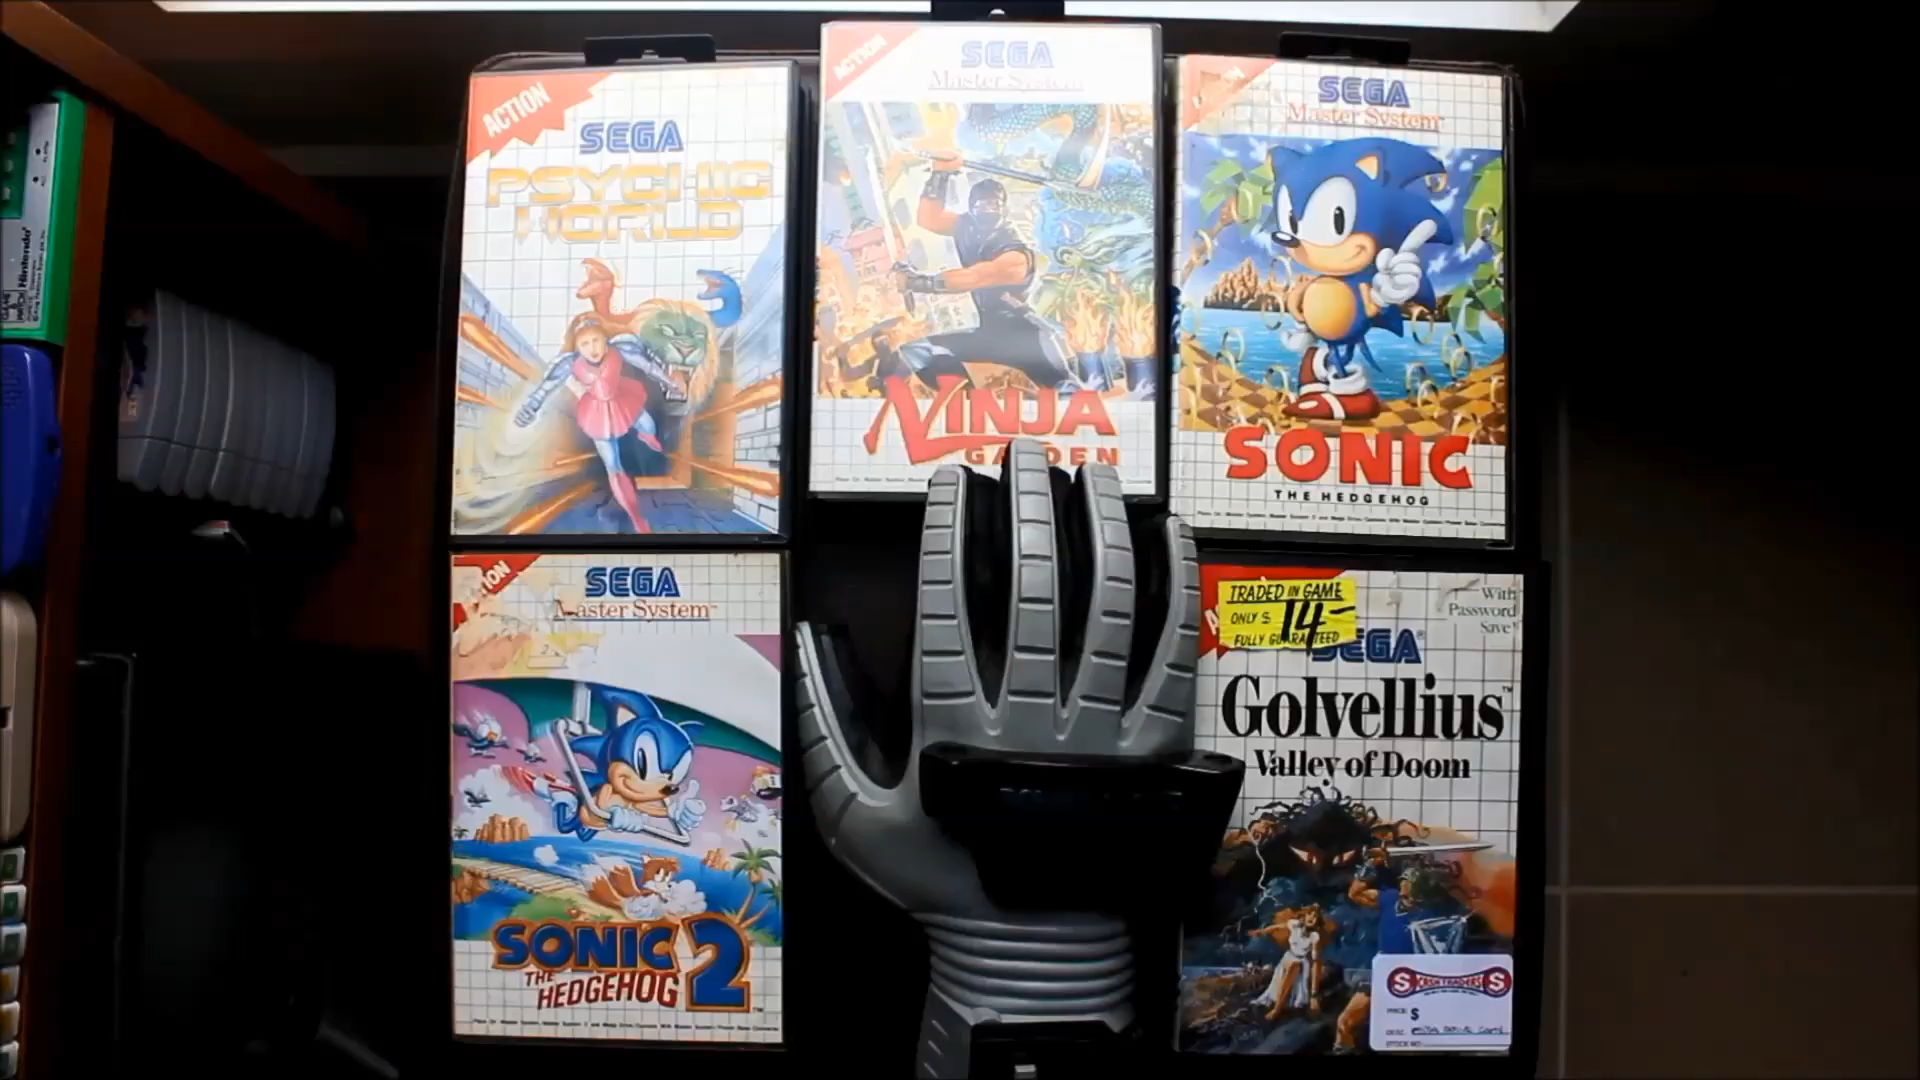 ACTION
SEGA
PSYCHIC
WORLD
ACTION
SEGA
Master System
NINJA
GAIDEN
SEGA
Master System
SONIC
THE HEDGEHOG
SEGA
Master System
SONIC
THE
HEDGEHOG 2
TRADED IN GAME
ONLY $ 14-
FULLY GUARANTEED
With
Password
Save!
SEGA
Golvellius
Valley of Doom
CASH TRADERS
PRICE: $
Nintendo